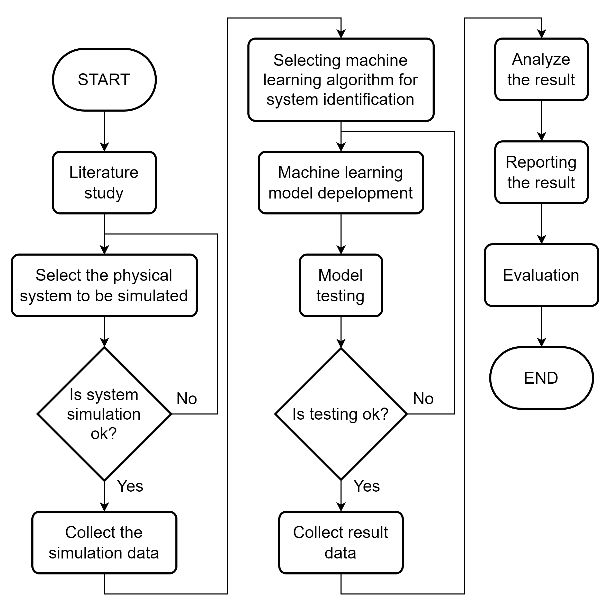 START
Literature
study
Select the physical
system to be simulated
Is system
simulation
ok?
No
Yes
Collect the
simulation data
Selecting machine
learning algorithm for
system identification
Machine learning
model depelopment
Model
testing
Is testing ok?
No
Yes
Collect result
data
Analyze
the result
Reporting
the result
Evaluation
END